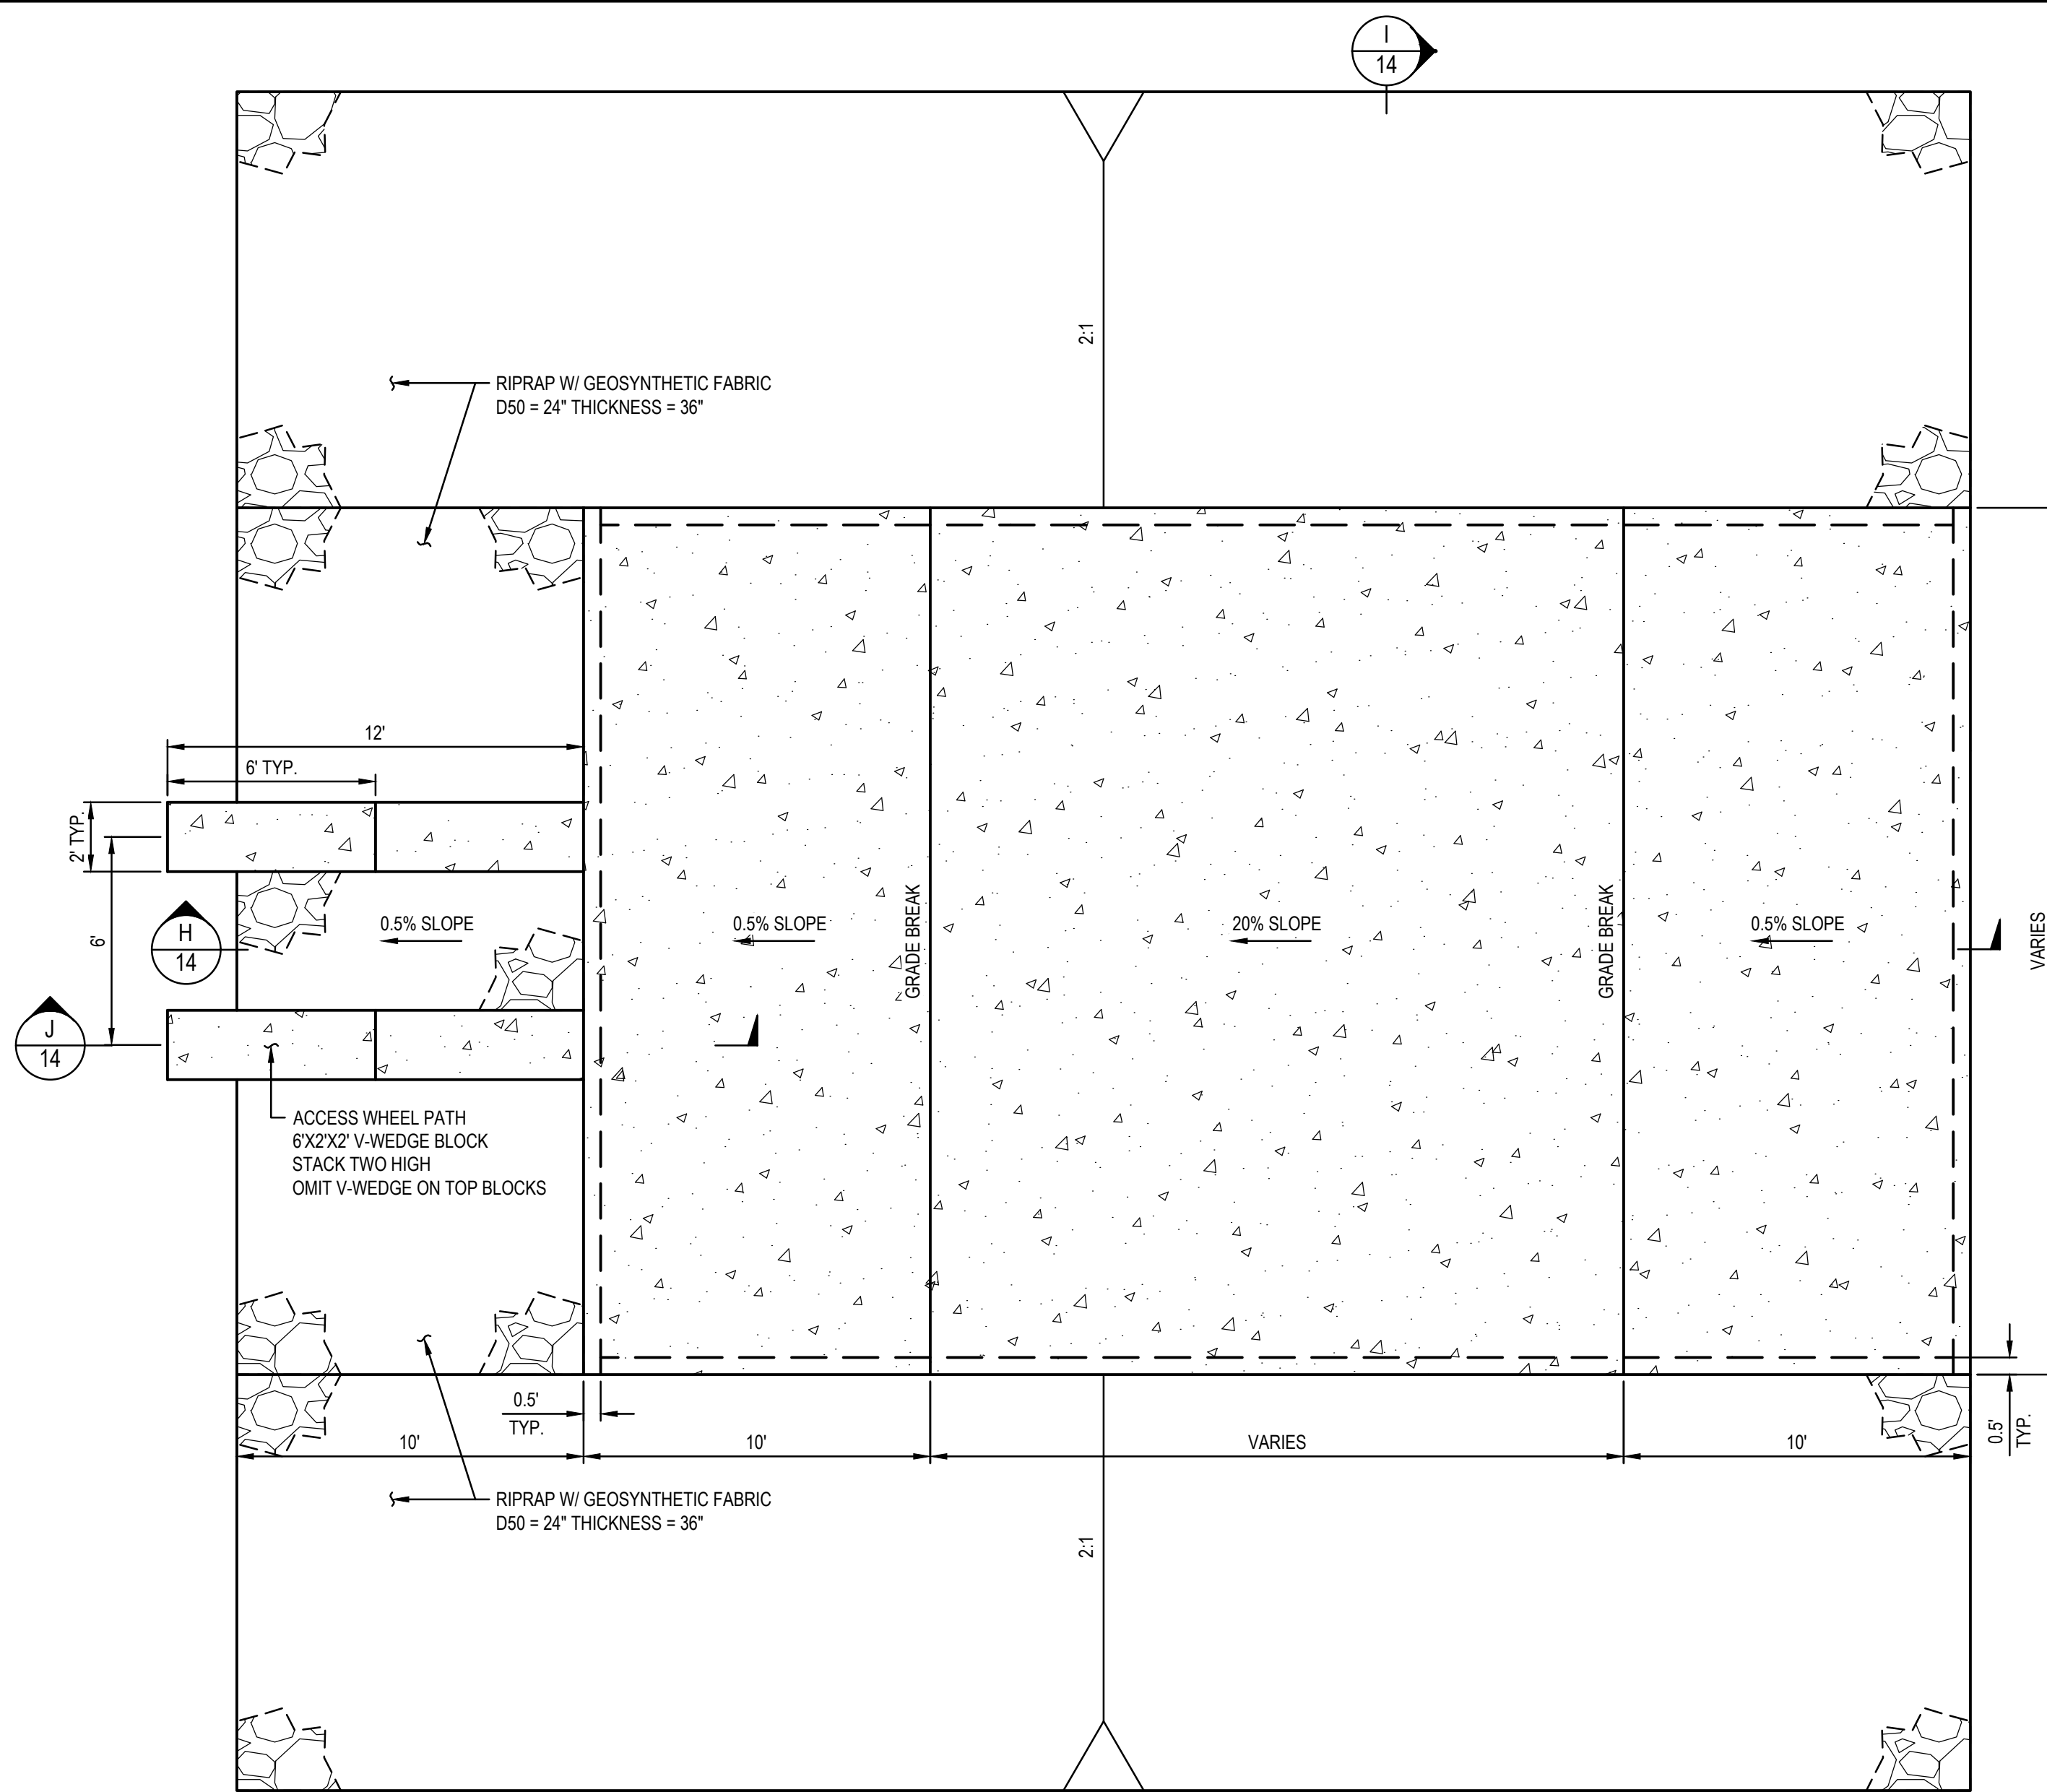 I
14
2:1
RIPRAP W/ GEOSYNTHETIC FABRIC
D50 = 24" THICKNESS = 36"
12'
6' TYP.
2' TYP.
6'
H
14
J
14
0.5% SLOPE
0.5% SLOPE
GRADE BREAK
20% SLOPE
GRADE BREAK
0.5% SLOPE
VARIES
ACCESS WHEEL PATH
6'X2'X2' V-WEDGE BLOCK
STACK TWO HIGH
OMIT V-WEDGE ON TOP BLOCKS
0.5'
TYP.
10'
10'
VARIES
10'
0.5'
TYP.
RIPRAP W/ GEOSYNTHETIC FABRIC
D50 = 24" THICKNESS = 36"
2:1